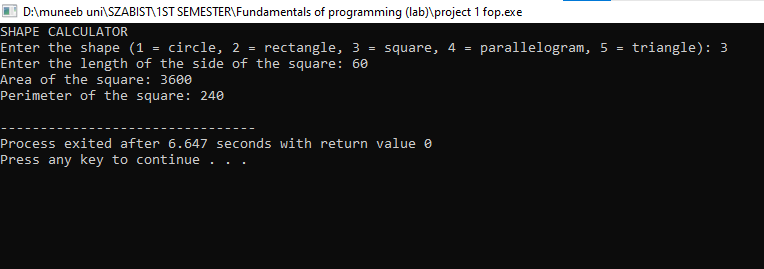 D:\muneeb uni\SZABIST\1ST SEMESTER\Fundamentals of programming (lab)\project 1 fop.exe
SHAPE CALCULATOR
Enter the shape (1 = circle, 2 = rectangle, 3 = square, 4 = parallelogram, 5 = triangle): 3
Enter the length of the side of the square: 60
Area of the square: 3600
Perimeter of the square: 240
--------------------------------
Process exited after 6.647 seconds with return value 0
Press any key to continue . . .